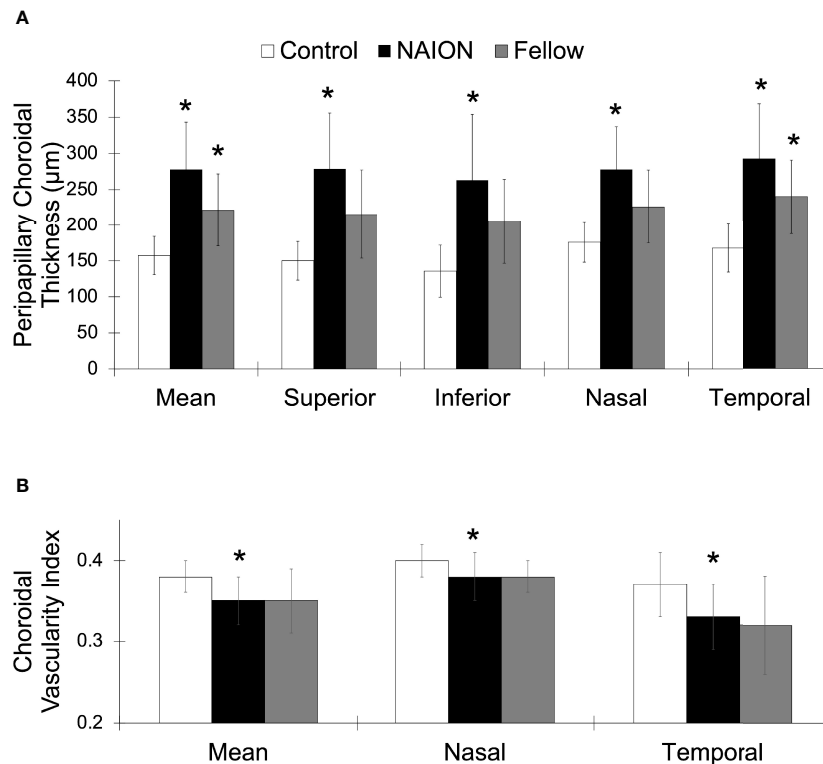 A
Control NAION Fellow
Peripapillary Choroidal
Thickness (µm)
400
350
300
250
200
150
100
50
0
* * * * * * *
Mean Superior Inferior Nasal Temporal
B
Choroidal
Vascularity Index
0.4
0.3
0.2
* * *
Mean Nasal Temporal